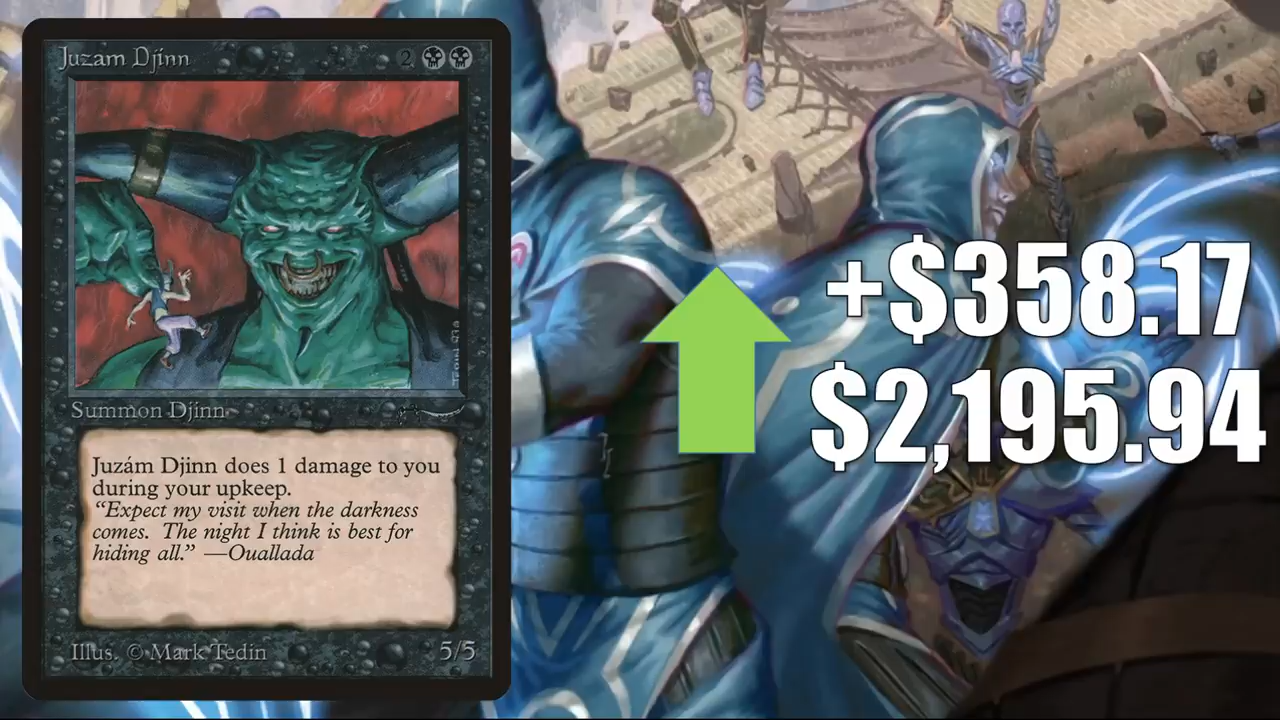 Juzam Djinn 2
Summon Djinn
Juzám Djinn does 1 damage to you
during your upkeep.
“Expect my visit when the darkness
comes. The night I think is best for
hiding all.” —Ouallada
Illus. © Mark Tedin 5/5
+$358.17
$2,195.94